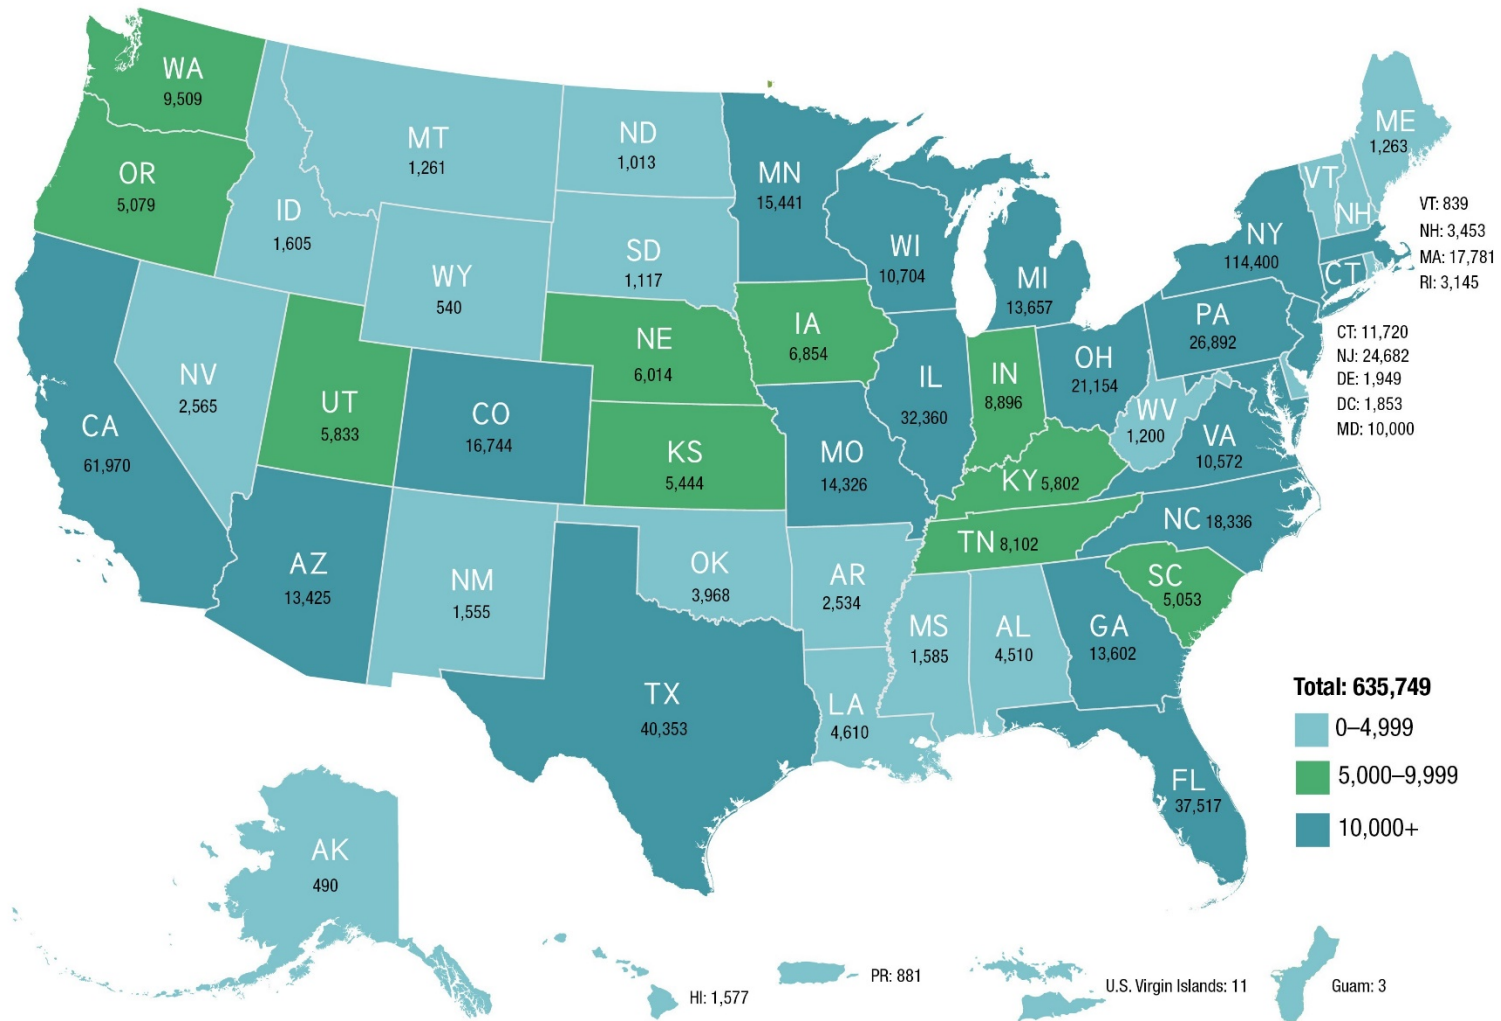 WA
9,509
MT
1,261
ND
1,013
MN
15,441
ME
1,263
OR
5,079
ID
1,605
WY
540
SD
1,117
WI
10,704
MI
13,657
NY
114,400
VT
NH
CT
VT: 839
NH: 3,453
MA: 17,781
RI: 3,145
CT: 11,720
NJ: 24,682
DE: 1,949
DC: 1,853
MD: 10,000
CA
61,970
NV
2,565
UT
5,833
CO
16,744
NE
6,014
KS
5,444
IA
6,854
MO
14,326
IL
32,360
IN
8,896
OH
21,154
PA
26,892
WV
1,200
VA
10,572
KY 5,802
TN 8,102
NC 18,336
SC
5,053
AZ
13,425
NM
1,555
OK
3,968
AR
2,534
MS
1,585
AL
4,510
GA
13,602
TX
40,353
LA
4,610
FL
37,517
Total: 635,749
0–4,999
5,000–9,999
10,000+
AK
490
HI: 1,577
PR: 881
U.S. Virgin Islands: 11
Guam: 3